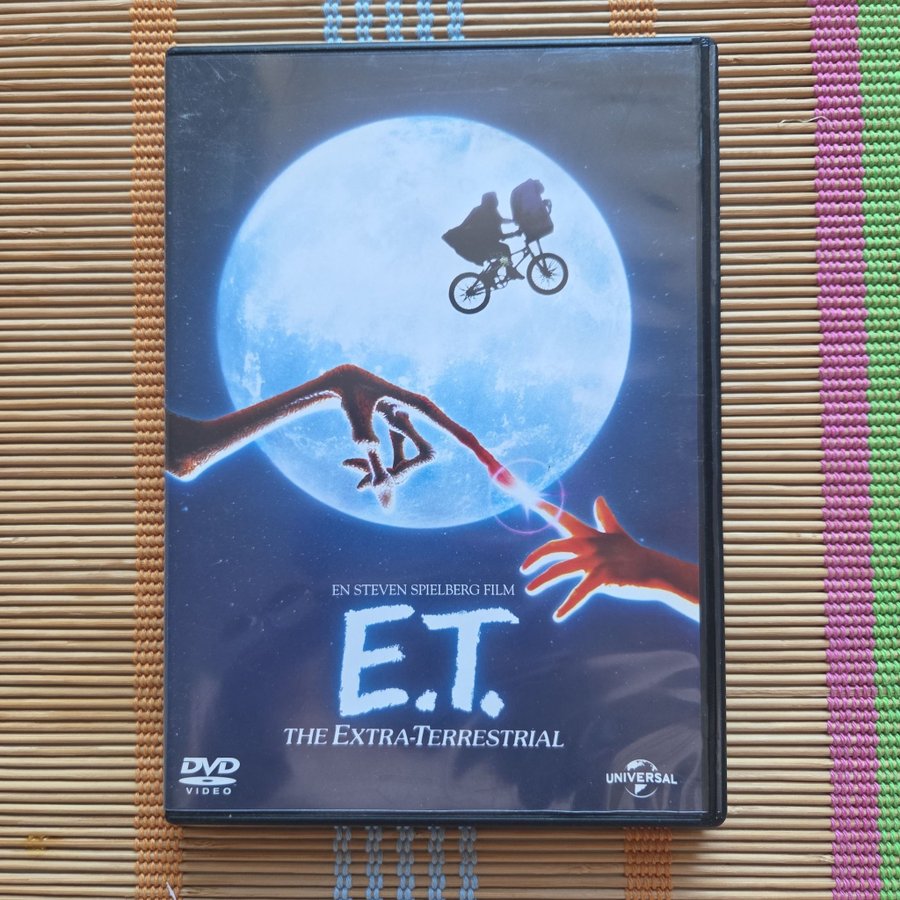 EN STEVEN SPIELBERG FILM
E.T.
THE EXTRA-TERRESTRIAL
DVD
VIDEO
UNIVERSAL